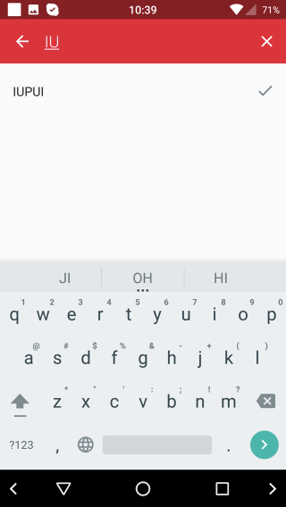 10:39
71%
IU
IUPUI
JI OH HI
1 2 3 4 5 6 7 8 9 0
q w e r t y u i o p
@ # $ % & - + ( )
a s d f g h j k l
* " ' : ; ! ?
z x c v b n m
?123 , .